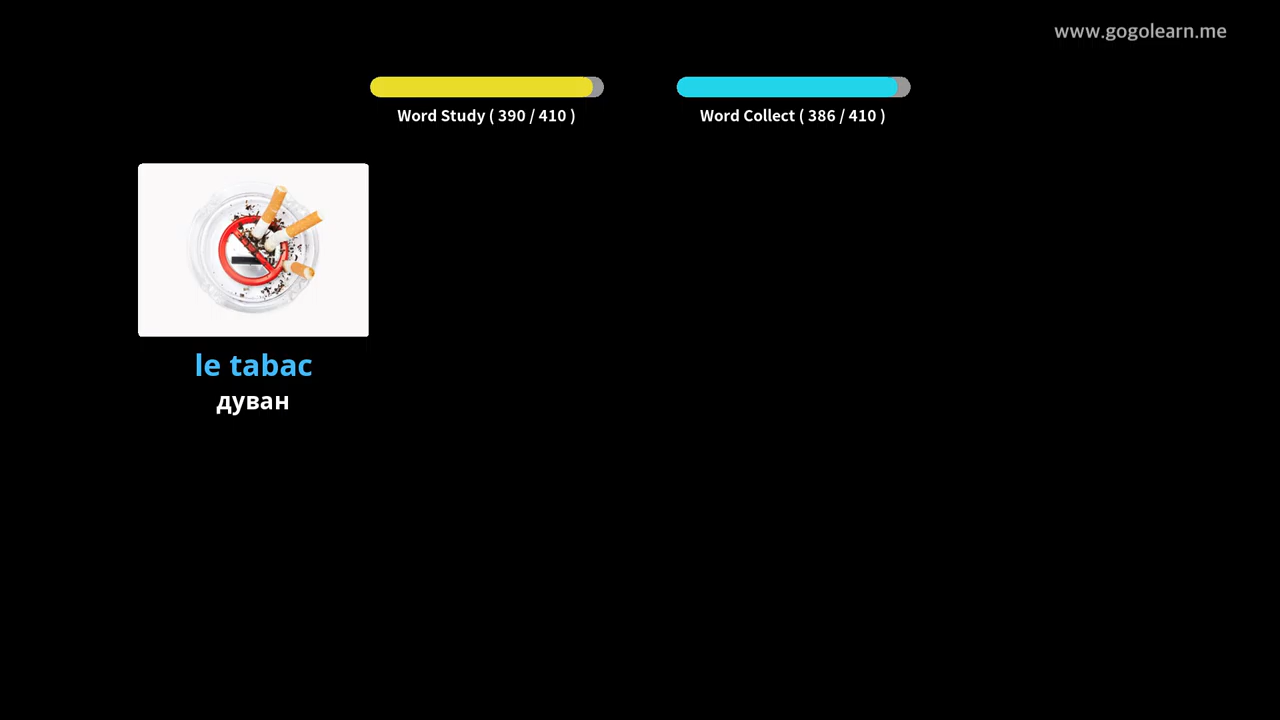 www.gogolearn.me
Word Study ( 390 / 410 )
Word Collect ( 386 / 410 )
le tabac
дуван